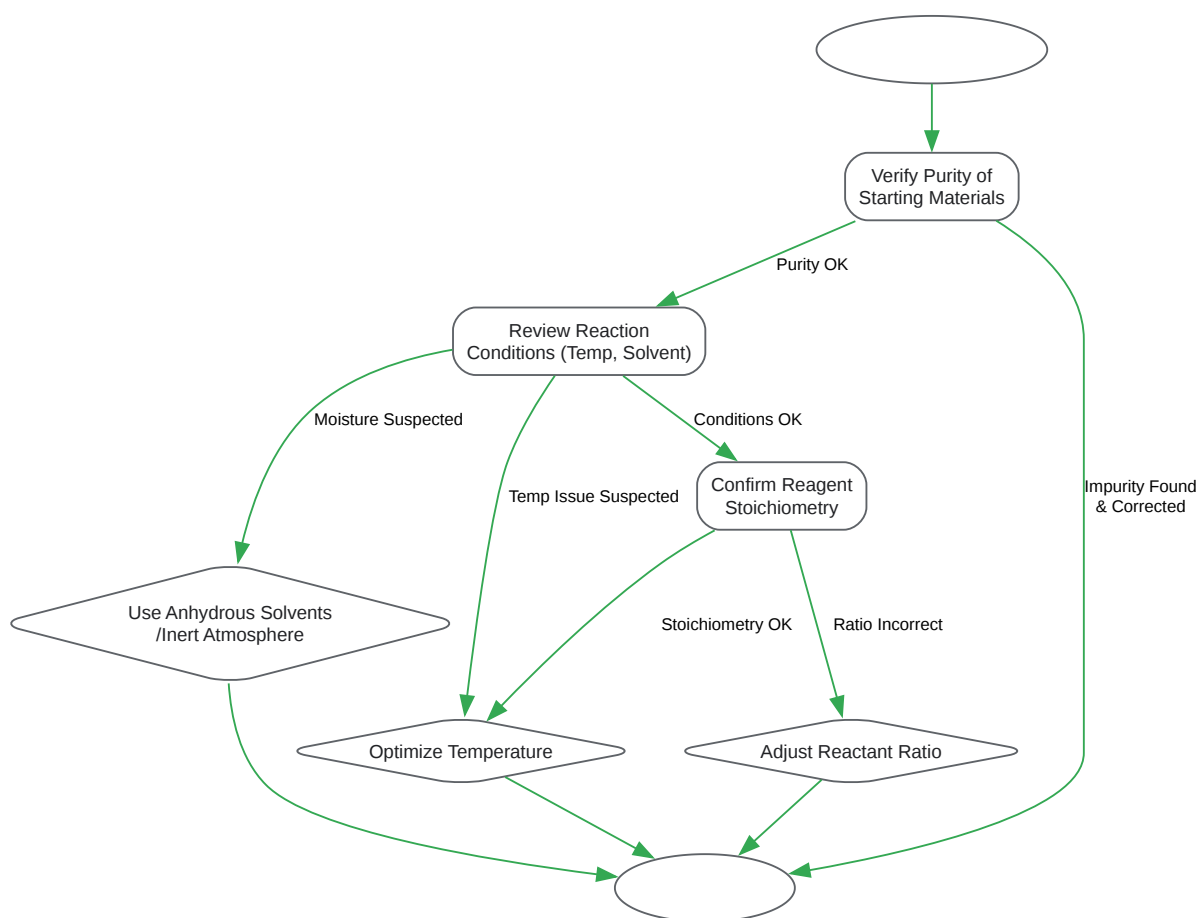 Verify Purity of
Starting Materials
Purity OK
Review Reaction
Conditions (Temp, Solvent)
Moisture Suspected
Conditions OK
Temp Issue Suspected
Confirm Reagent
Stoichiometry
Impurity Found
& Corrected
Use Anhydrous Solvents
/Inert Atmosphere
Stoichiometry OK
Ratio Incorrect
Optimize Temperature
Adjust Reactant Ratio